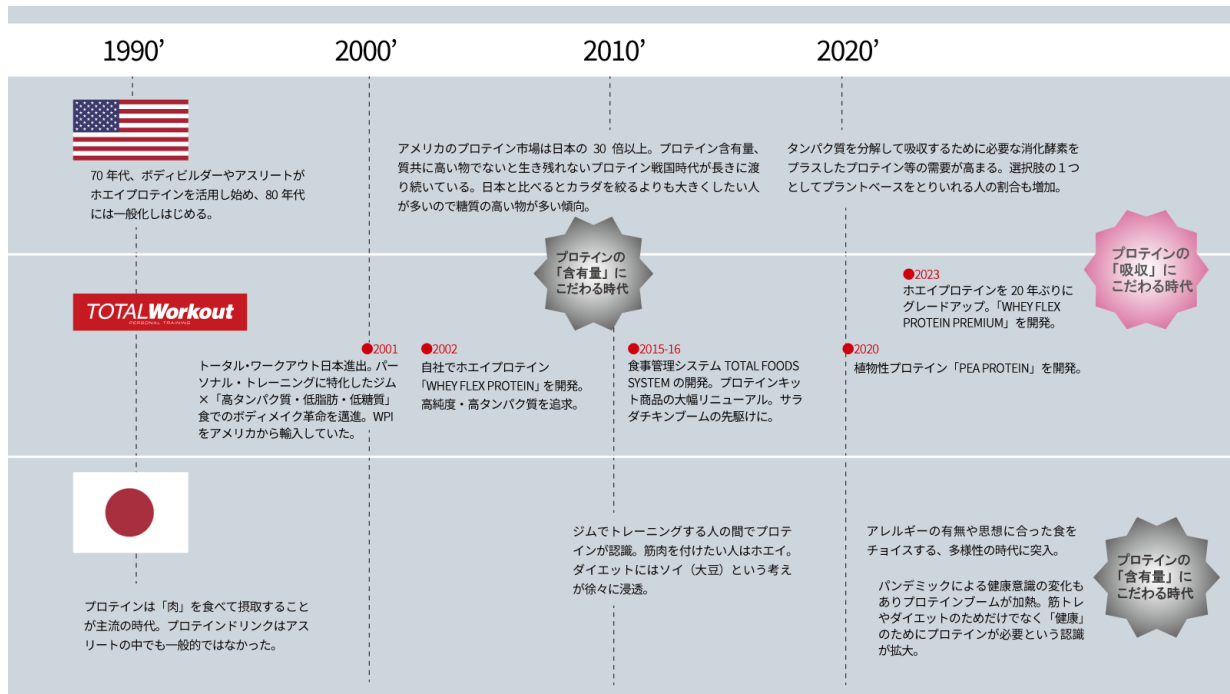 1990’
2000’
2010’
2020’
70 年代、ボディビルダーやアスリートが
ホエイプロテインを活用し始め、80 年代
には一般化しはじめる。
アメリカのプロテイン市場は日本の 30 倍以上。プロテイン含有量、
質共に高い物でないと生き残れないプロテイン戦国時代が長きに渡
り続いている。日本と比べるとカラダを絞るよりも大きくしたい人
が多いので糖質の高い物が多い傾向。
タンパク質を分解して吸収するために必要な消化酵素を
プラスしたプロテイン等の需要が高まる。選択肢の１つ
としてプラントベースをとりいれる人の割合も増加。
プロテインの
「含有量」に
こだわる時代
プロテインの
「吸収」に
こだわる時代
TOTAL Workout
PERSONAL TRAINING
2001
トータル・ワークアウト日本進出。パー
ソナル・トレーニングに特化したジム
×「高タンパク質・低脂肪・低糖質」
食でのボディメイク革命を邁進。WPI
をアメリカから輸入していた。
2002
自社でホエイプロテイン
「WHEY FLEX PROTEIN」を開発。
高純度・高タンパク質を追求。
2015-16
食事管理システム TOTAL FOODS
SYSTEM の開発。プロテインキッ
ト商品の大幅リニューアル。サラ
ダチキンブームの先駆けに。
2020
植物性プロテイン「PEA PROTEIN」を開発。
2023
ホエイプロテインを 20 年ぶりに
グレードアップ。「WHEY FLEX
PROTEIN PREMIUM」を開発。
プロテインは「肉」を食べて摂取すること
が主流の時代。プロテインドリンクはアス
リートの中でも一般的ではなかった。
ジムでトレーニングする人の間でプロテ
インが認識。筋肉を付けたい人はホエイ。
ダイエットにはソイ（大豆）という考え
が徐々に浸透。
アレルギーの有無や思想に合った食を
チョイスする、多様性の時代に突入。
パンデミックによる健康意識の変化も
ありプロテインブームが加熱。筋トレ
やダイエットのためだけでなく「健康」
のためにプロテインが必要という認識
が拡大。
プロテインの
「含有量」に
こだわる時代